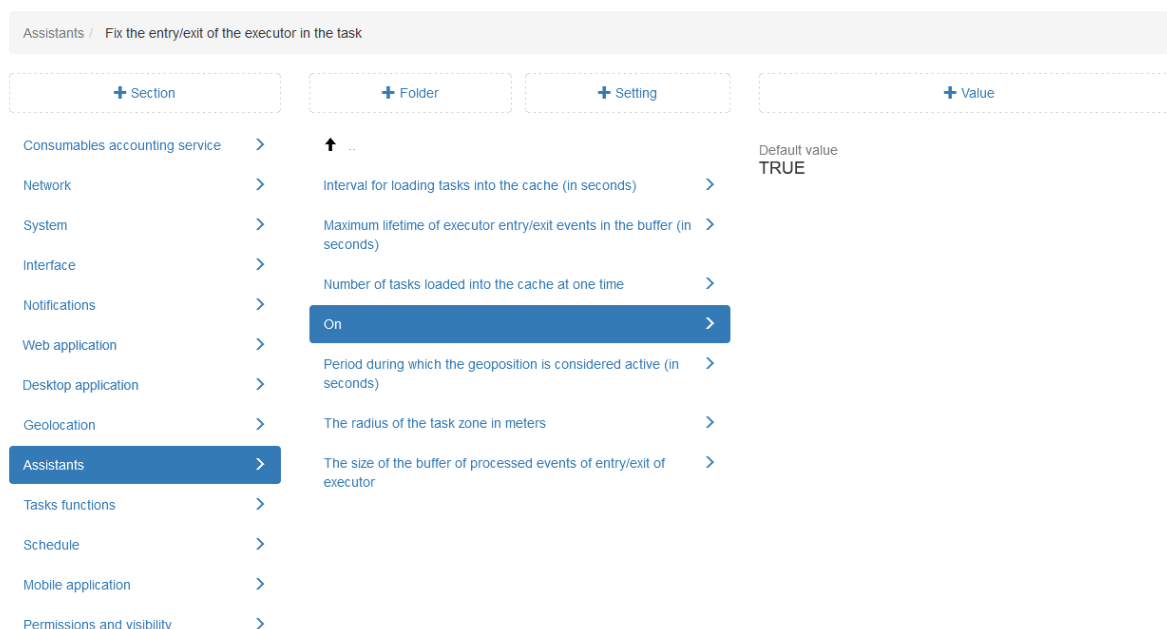 Assistants / Fix the entry/exit of the executor in the task
+ Section
+ Folder
+ Setting
+ Value
Consumables accounting service
Network
System
Interface
Notifications
Web application
Desktop application
Geolocation
Assistants
Tasks functions
Schedule
Mobile application
Permissions and visibility
..
Interval for loading tasks into the cache (in seconds)
Maximum lifetime of executor entry/exit events in the buffer (in
seconds)
Number of tasks loaded into the cache at one time
On
Period during which the geoposition is considered active (in
seconds)
The radius of the task zone in meters
The size of the buffer of processed events of entry/exit of
executor
Default value
TRUE